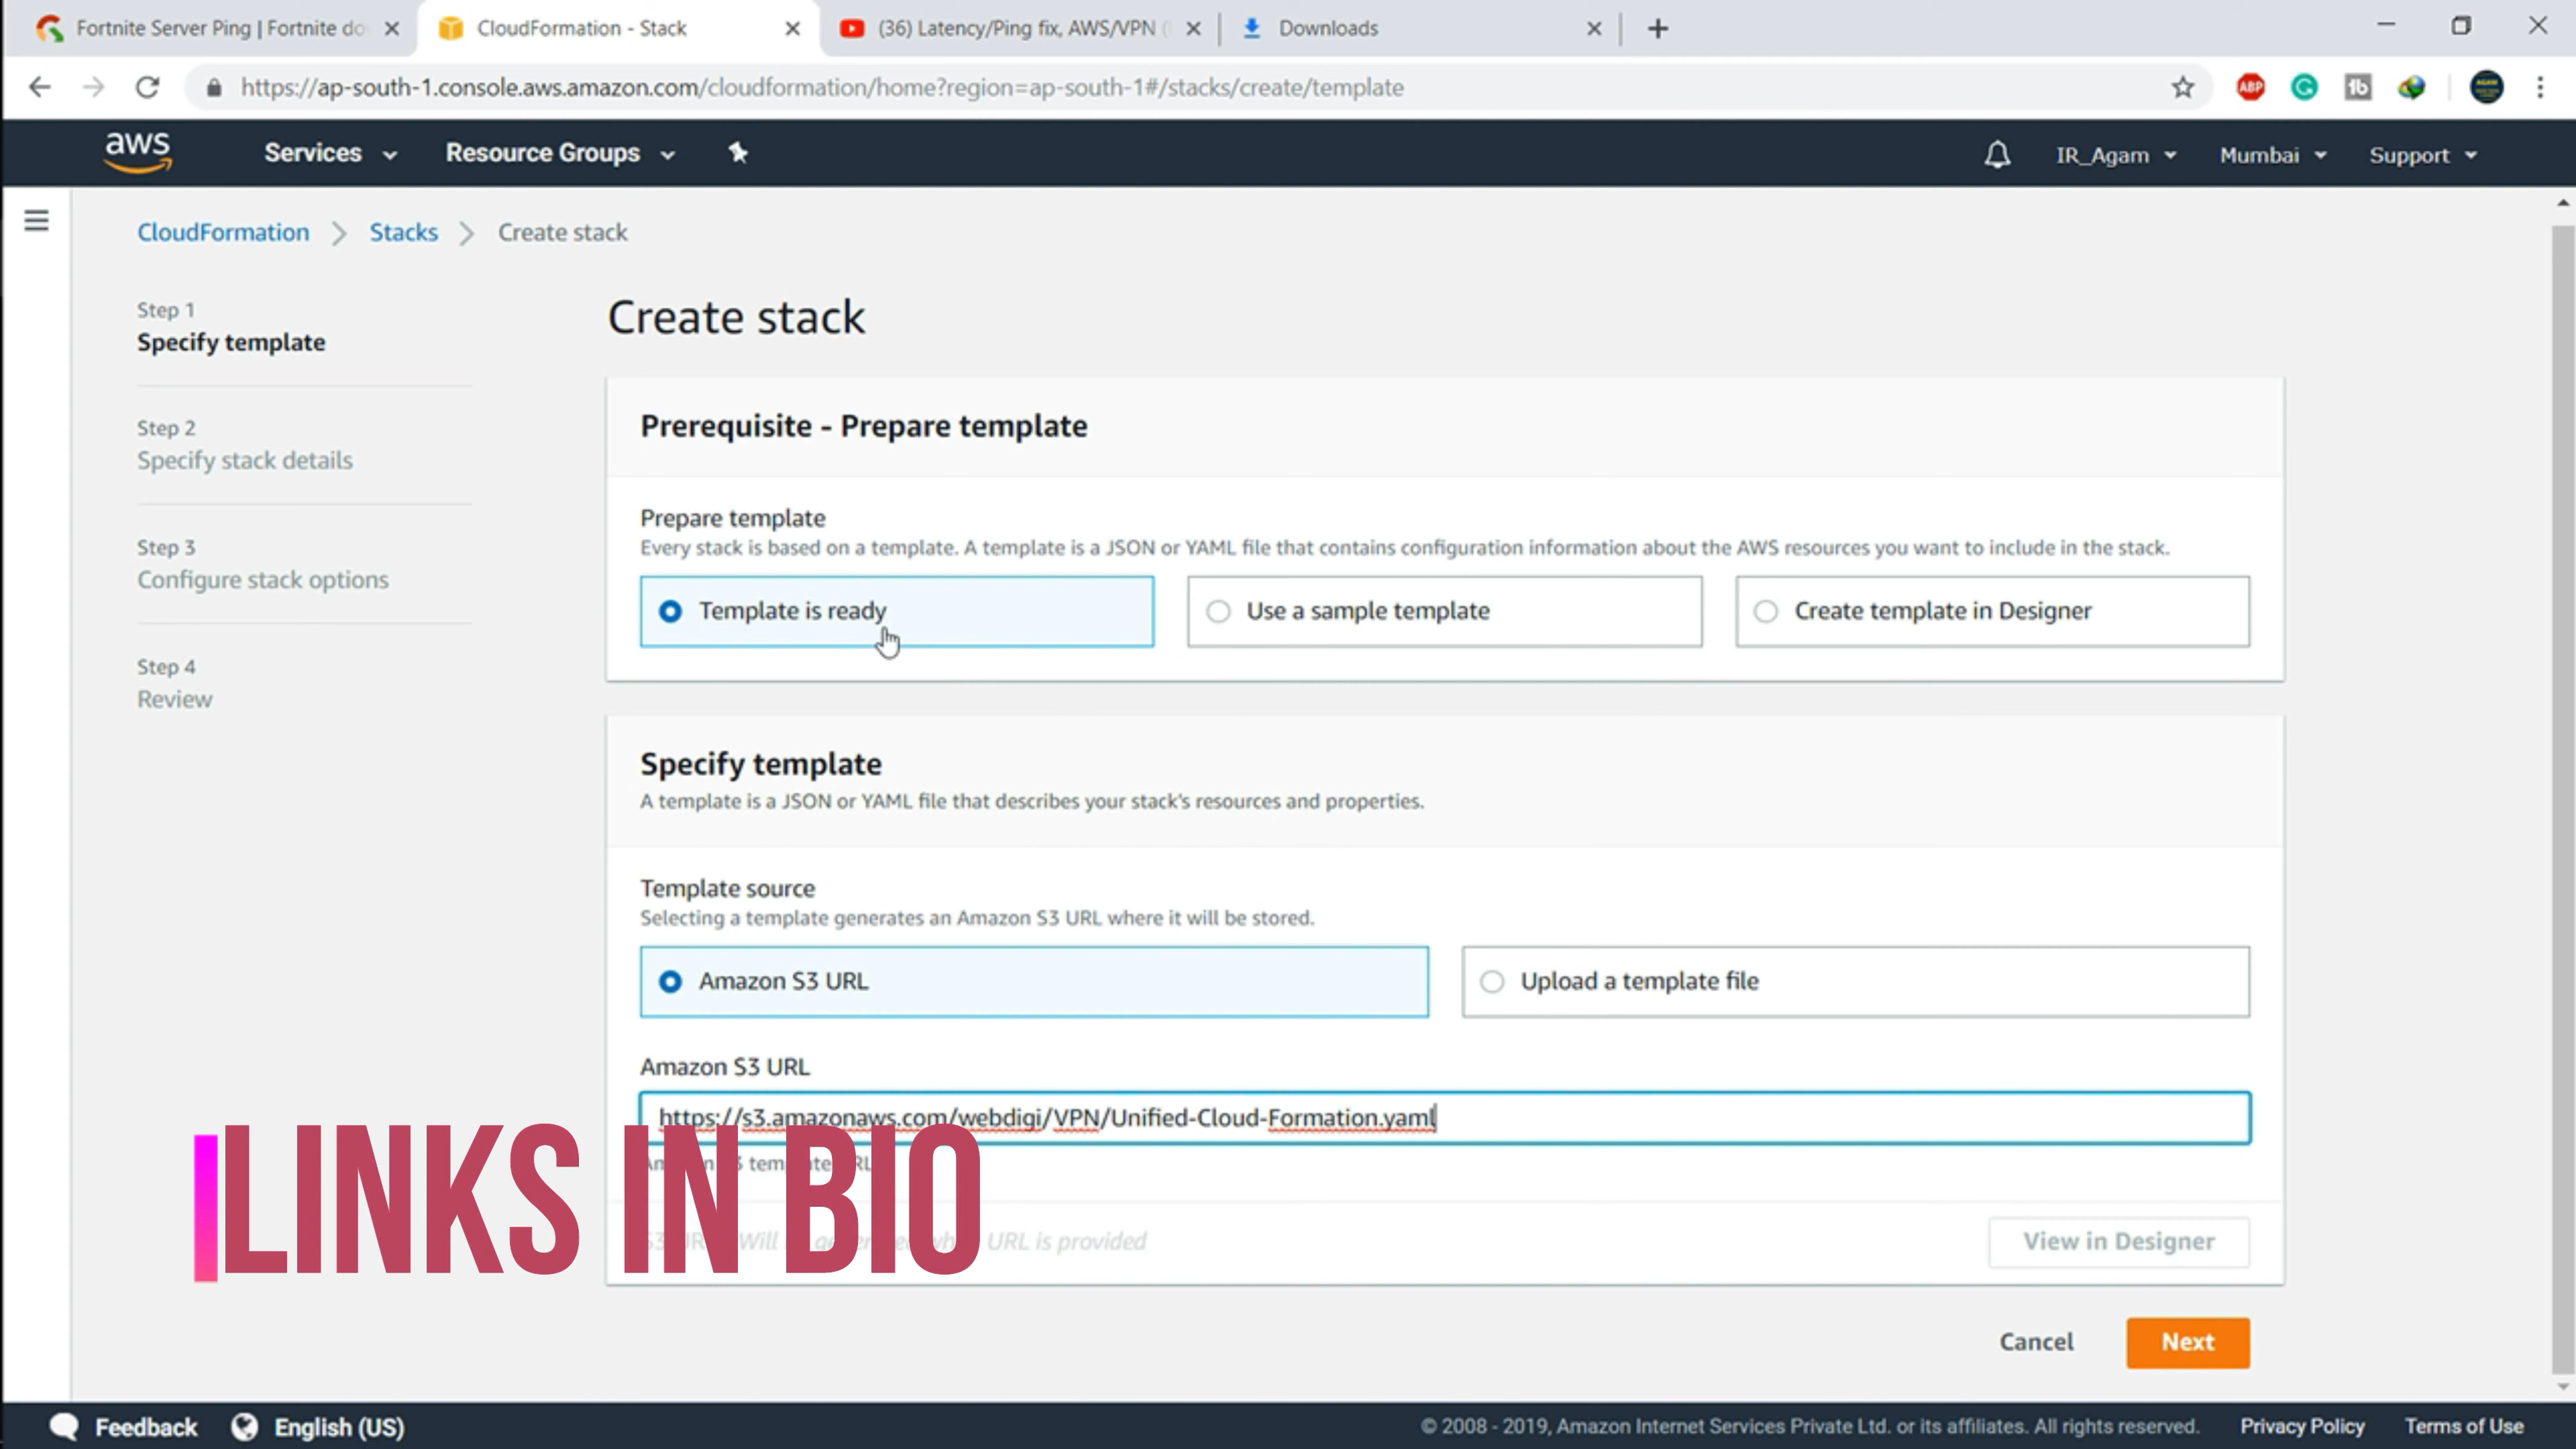 Fortnite Server Ping | Fortnite do
CloudFormation - Stack
(36) Latency/Ping fix, AWS/VPN (
Downloads
https://ap-south-1.console.aws.amazon.com/cloudformation/home?region=ap-south-1#/stacks/create/template
ABP
aws
Services
Resource Groups
IR_Agam
Mumbai
Support
CloudFormation
Stacks
Create stack
Step 1
Specify template
Step 2
Specify stack details
Step 3
Configure stack options
Step 4
Review
Create stack
Prerequisite - Prepare template
Prepare template
Every stack is based on a template. A template is a JSON or YAML file that contains configuration information about the AWS resources you want to include in the stack.
Template is ready
Use a sample template
Create template in Designer
Specify template
A template is a JSON or YAML file that describes your stack's resources and properties.
Template source
Selecting a template generates an Amazon S3 URL where it will be stored.
Amazon S3 URL
Upload a template file
Amazon S3 URL
https://s3.amazonaws.com/webdigi/VPN/Unified-Cloud-Formation.yaml
LINKS IN BIO
Will URL is provided
View in Designer
Cancel
Next
Feedback
English (US)
© 2008 - 2019, Amazon Internet Services Private Ltd. or its affiliates. All rights reserved.
Privacy Policy
Terms of Use